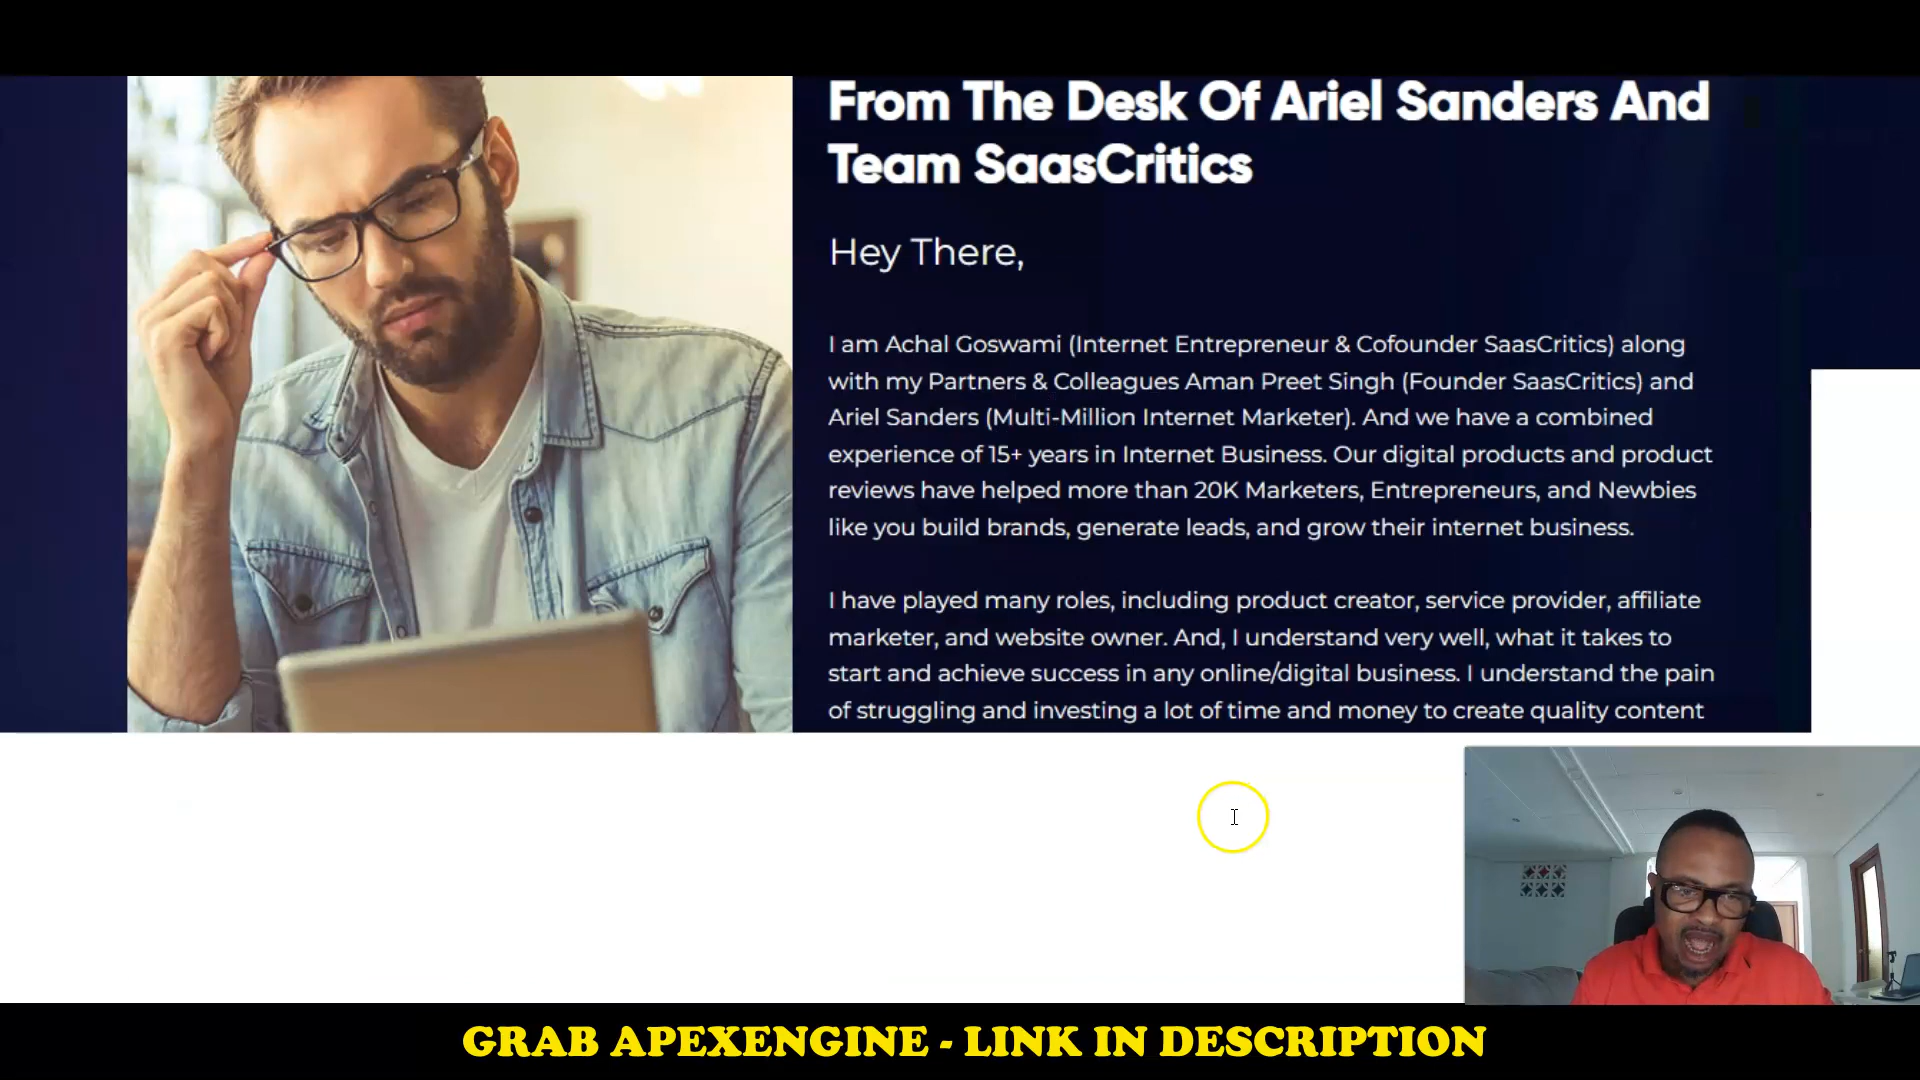 From The Desk Of Ariel Sanders And
Team SaasCritics
Hey There,
I am Achal Goswami (Internet Entrepreneur & Cofounder SaasCritics) along
with my Partners & Colleagues Aman Preet Singh (Founder SaasCritics) and
Ariel Sanders (Multi-Million Internet Marketer). And we have a combined
experience of 15+ years in Internet Business. Our digital products and product
reviews have helped more than 20K Marketers, Entrepreneurs, and Newbies
like you build brands, generate leads, and grow their internet business.
I have played many roles, including product creator, service provider, affiliate
marketer, and website owner. And, I understand very well, what it takes to
start and achieve success in any online/digital business. I understand the pain
of struggling and investing a lot of time and money to create quality content
GRAB APEXENGINE - LINK IN DESCRIPTION